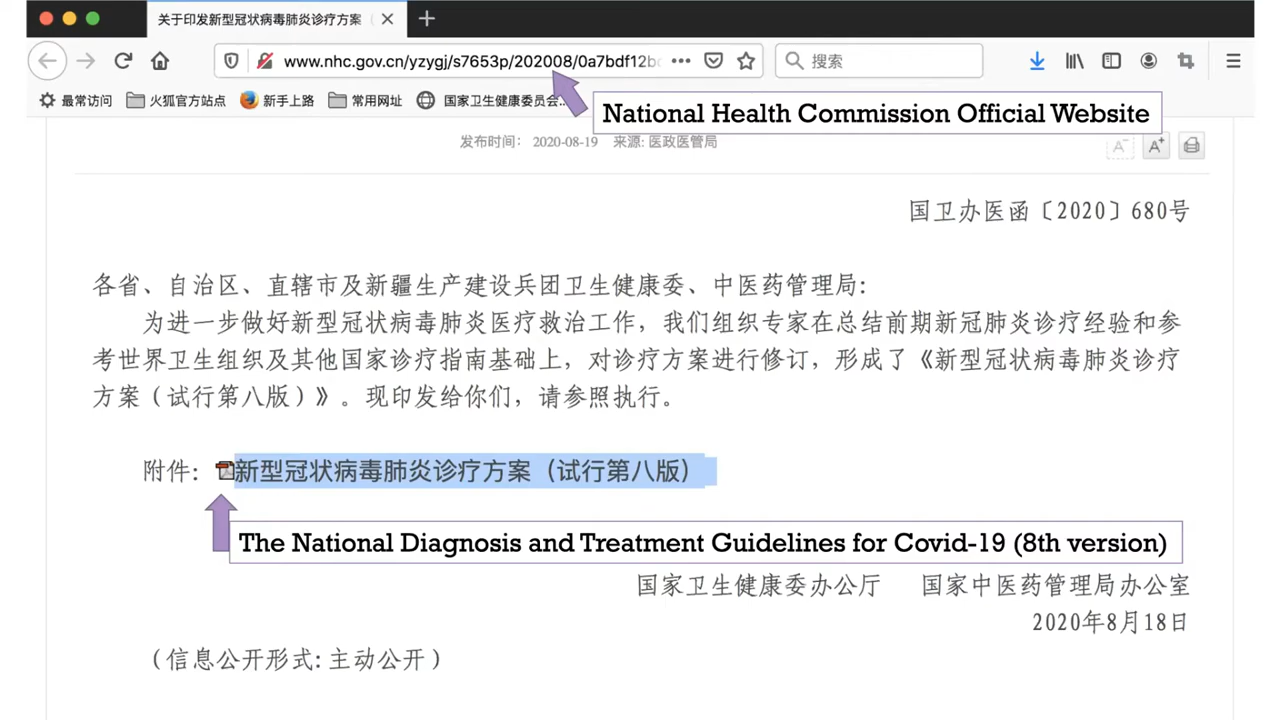 关于印发新型冠状病毒肺炎诊疗方案
www.nhc.gov.cn/yzygj/s7653p/202008/0a7bdf12b
搜索
最常访问 火狐官方站点 新手上路 常用网址 国家卫生健康委员会...
National Health Commission Official Website
发布时间: 2020-08-19 来源: 医政医管局
A- A+
国卫办医函〔2020〕680号
各省、自治区、直辖市及新疆生产建设兵团卫生健康委、中医药管理局:
为进一步做好新型冠状病毒肺炎医疗救治工作,我们组织专家在总结前期新冠肺炎诊疗经验和参
考世界卫生组织及其他国家诊疗指南基础上,对诊疗方案进行修订,形成了《新型冠状病毒肺炎诊疗
方案(试行第八版)》。现印发给你们,请参照执行。
附件: 新型冠状病毒肺炎诊疗方案(试行第八版)
The National Diagnosis and Treatment Guidelines for Covid-19 (8th version)
国家卫生健康委办公厅 国家中医药管理局办公室
2020年8月18日
(信息公开形式:主动公开)